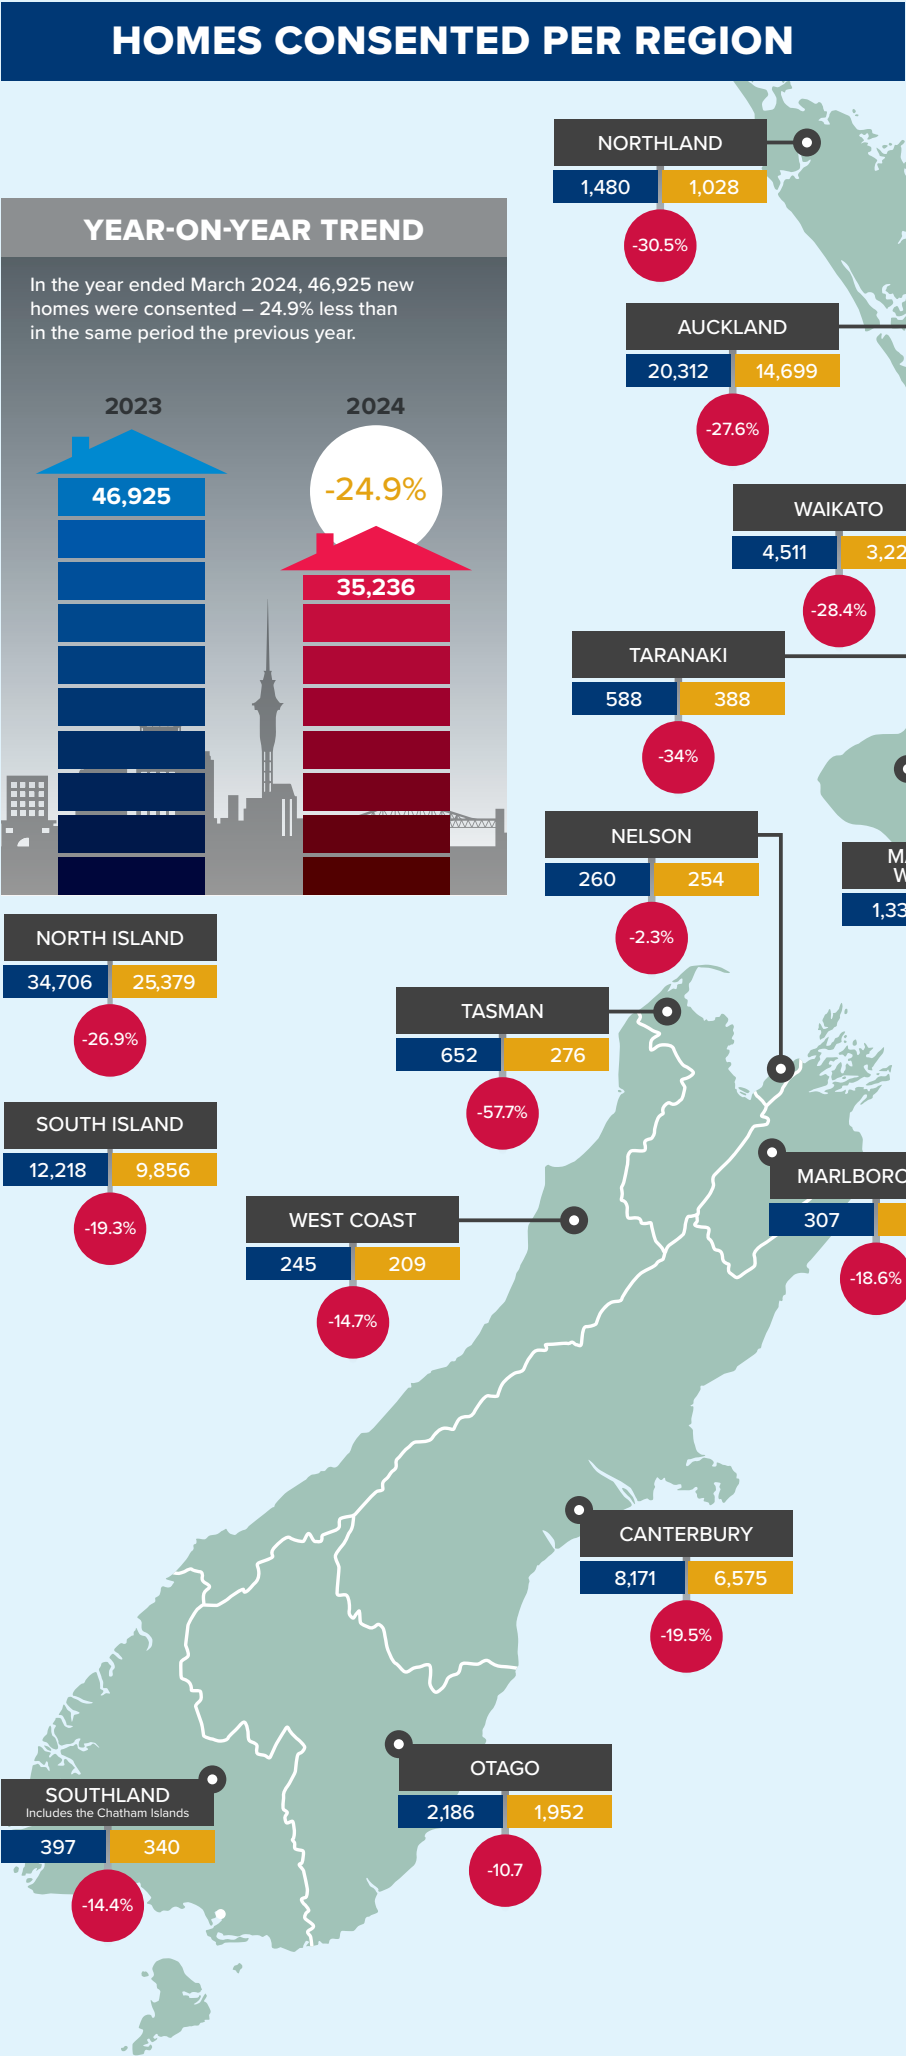 HOMES CONSENTED PER REGION
NORTHLAND
1,480 1,028
-30.5%
YEAR-ON-YEAR TREND
In the year ended March 2024, 46,925 new
homes were consented – 24.9% less than
in the same period the previous year.
2023 2024
46,925
-24.9%
35,236
AUCKLAND
20,312 14,699
-27.6%
WAIKATO
4,511 3,22
-28.4%
TARANAKI
588 388
-34%
NELSON
260 254
-2.3%
1,33
NORTH ISLAND
34,706 25,379
-26.9%
TASMAN
652 276
-57.7%
SOUTH ISLAND
12,218 9,856
-19.3%
MARLBORO
307
-18.6%
WEST COAST
245 209
-14.7%
CANTERBURY
8,171 6,575
-19.5%
OTAGO
2,186 1,952
-10.7
SOUTHLAND
Includes the Chatham Islands
397 340
-14.4%